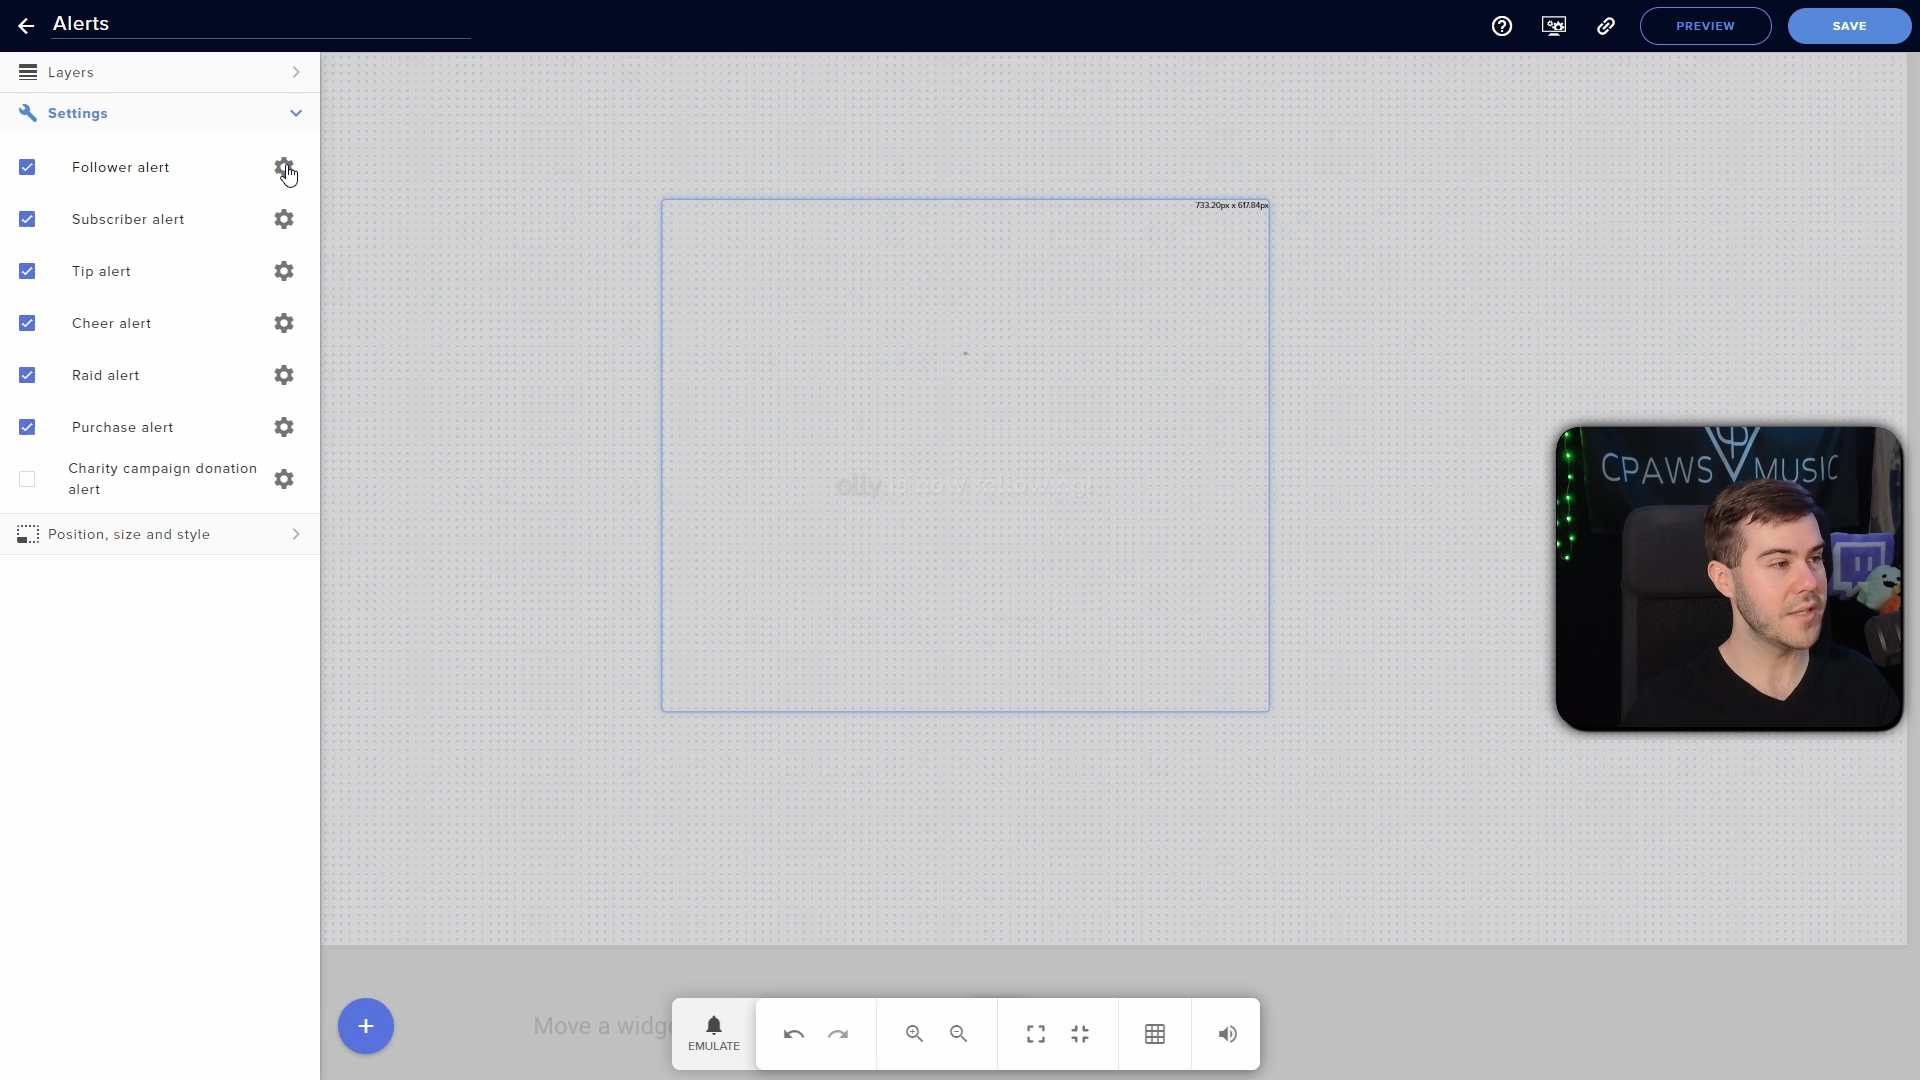 Alerts
PREVIEW
SAVE
Layers
Settings
Follower alert
Subscriber alert
Tip alert
Cheer alert
Raid alert
Purchase alert
Charity campaign donation
alert
Position, size and style
733.20px x 617.84px
CPAWS MUSIC
Move a
EMULATE